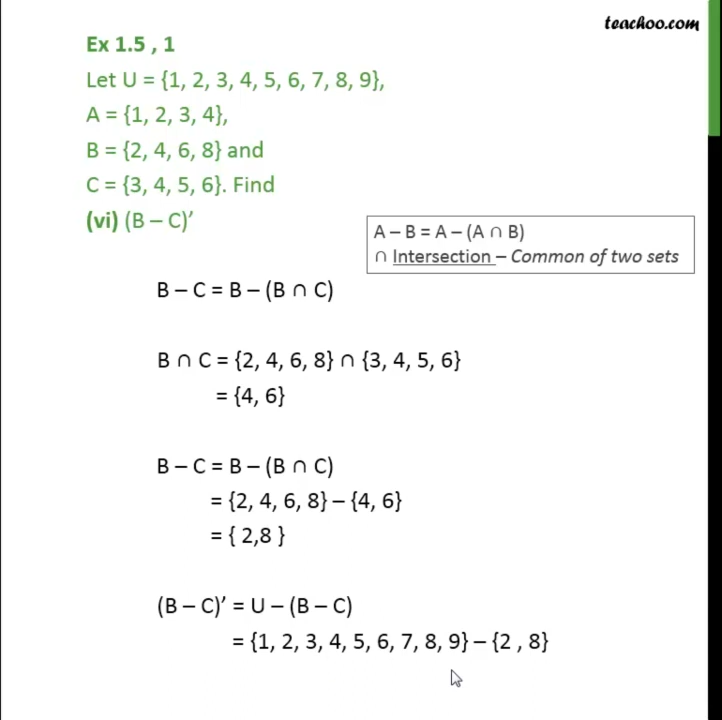 teachoo.com
Ex 1.5 , 1
Let U = {1, 2, 3, 4, 5, 6, 7, 8, 9},
A = {1, 2, 3, 4},
B = {2, 4, 6, 8} and
C = {3, 4, 5, 6}. Find
(vi) (B – C)’
A – B = A – (A ∩ B)
∩ Intersection – Common of two sets
B – C = B – (B ∩ C)
B ∩ C = {2, 4, 6, 8} ∩ {3, 4, 5, 6}
= {4, 6}
B – C = B – (B ∩ C)
= {2, 4, 6, 8} – {4, 6}
= { 2,8 }
(B – C)’ = U – (B – C)
= {1, 2, 3, 4, 5, 6, 7, 8, 9} – {2 , 8}